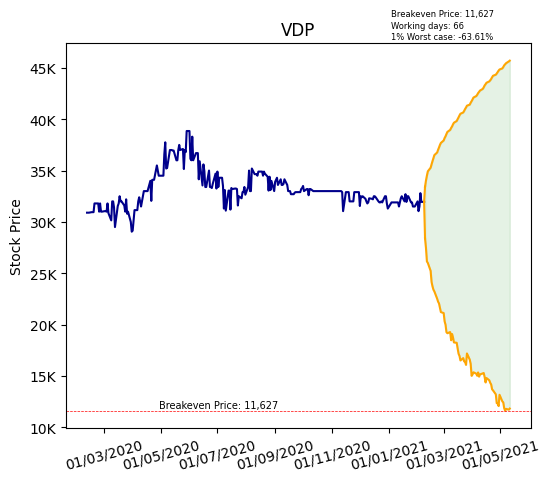 Breakeven Price: 11,627
Working days: 66
1% Worst case: -63.61%
VDP
Stock Price
45K
40K
35K
30K
25K
20K
15K
10K
Breakeven Price: 11,627
01/03/2020
01/05/2020
01/07/2020
01/09/2020
01/11/2020
01/01/2021
01/03/2021
01/05/2021